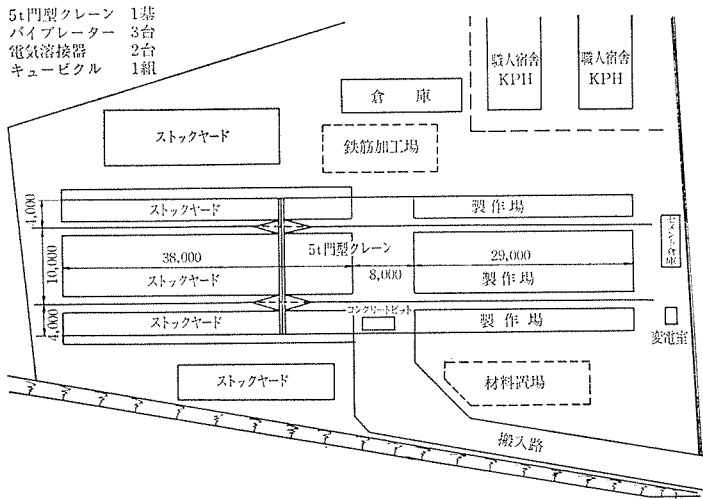 5t門型クレーン 1基
バイブレーター 3台
電気溶接器 2台
キュービクル 1組
職人宿舎
KPH
職人宿舎
KPH
倉庫
ストックヤード
鉄筋加工場
4,000
ストックヤード
製作場
セメント倉庫
5t門型クレーン
38,000
29,000
10,000
8,000
ストックヤード
製作場
コンクリートピット
4,000
ストックヤード
製作場
変電室
ストックヤード
材料置場
搬入路